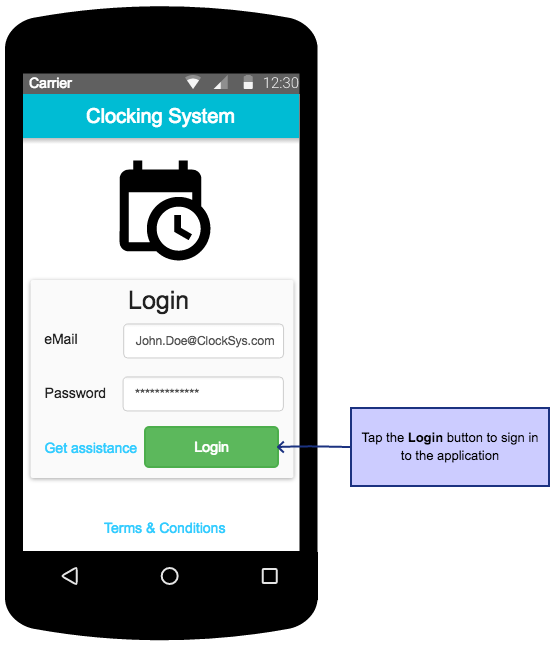 Carrier 12:30
Clocking System
Login
eMail John.Doe@ClockSys.com
Password *************
Get assistance Login
Tap the Login button to sign in
to the application
Terms & Conditions